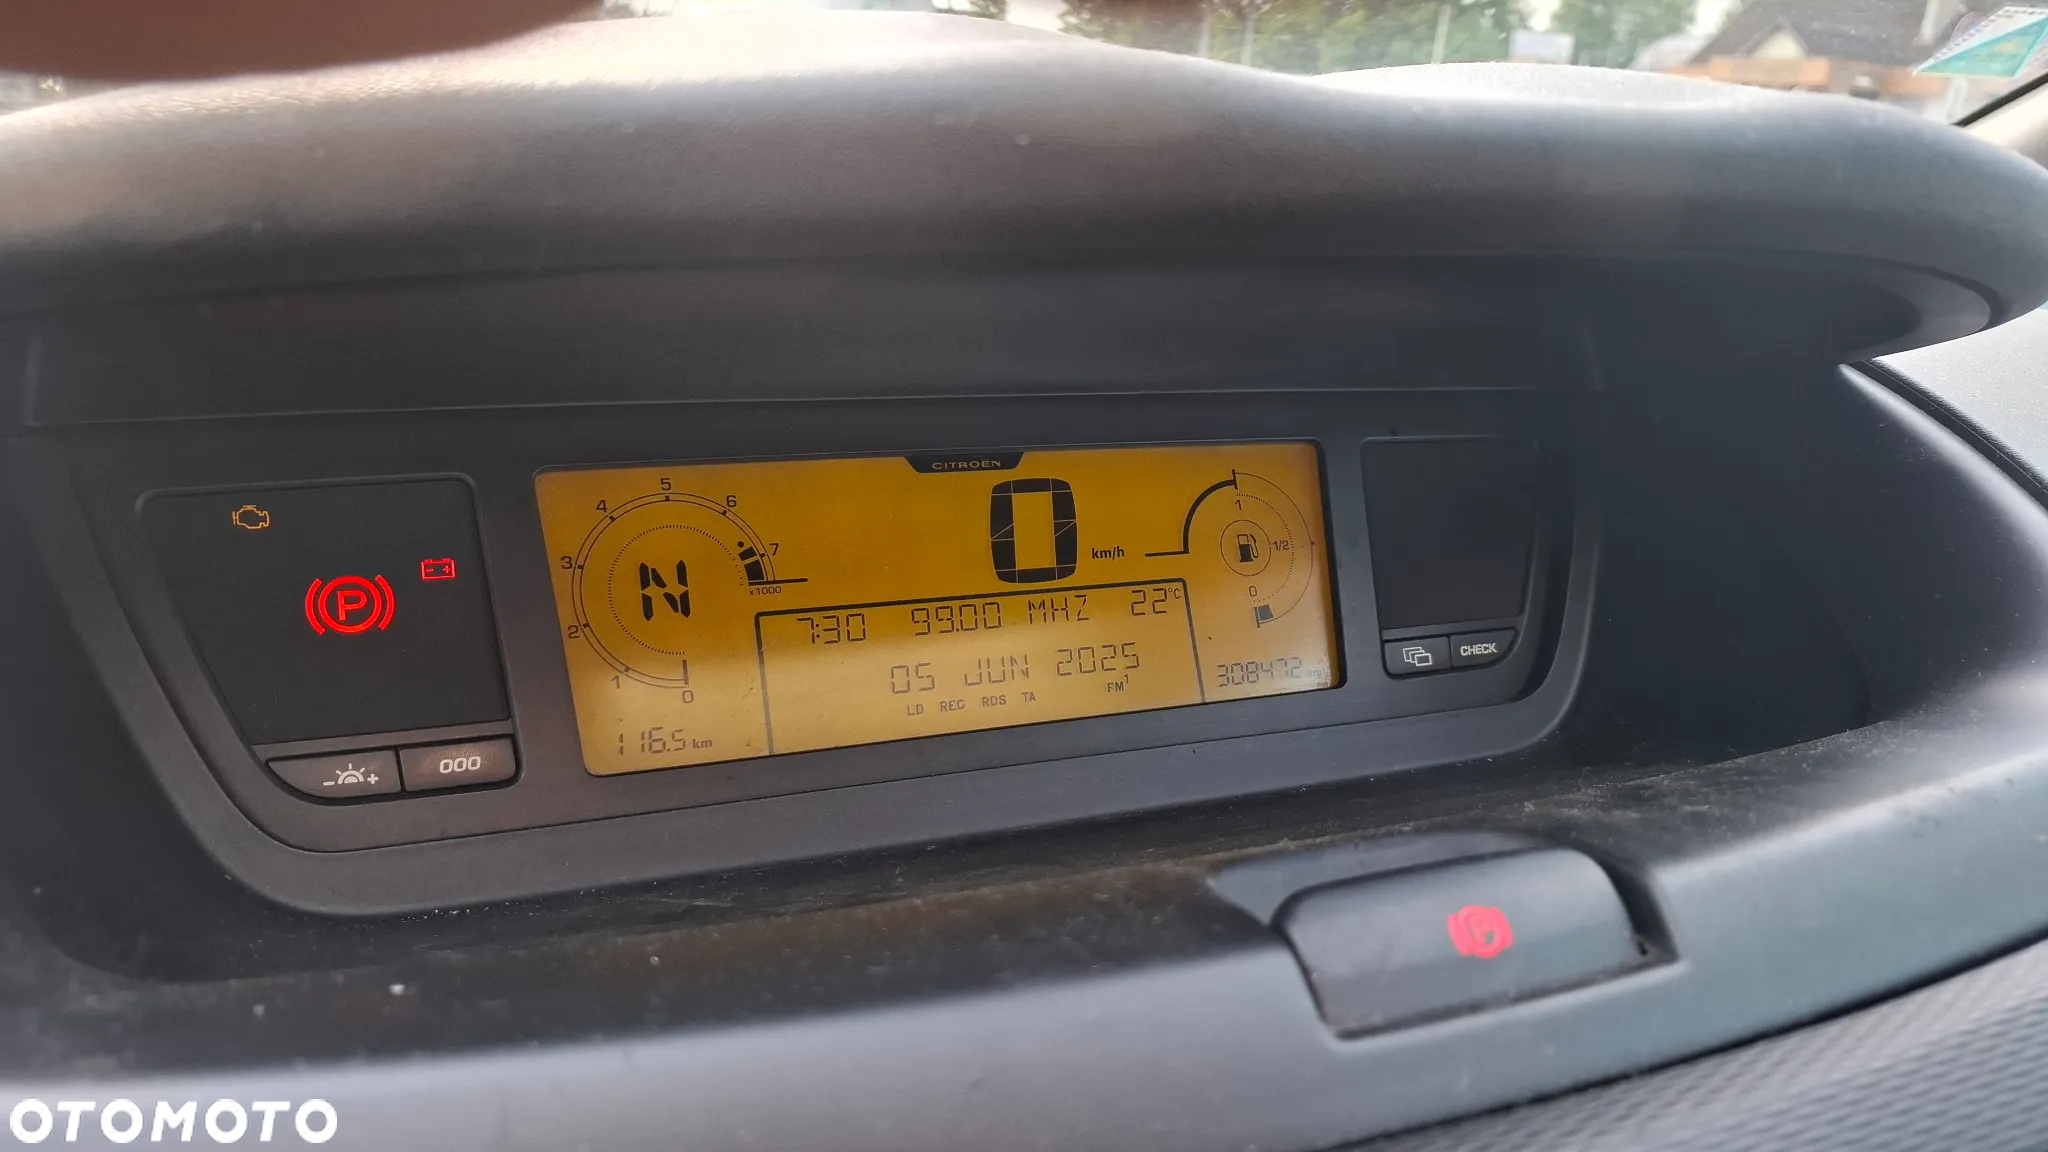 CITROËN
5
4 6
3 7
x1000
2
1 0
N
0 km/h
1
1/2
0
7:30 99.00 MHZ 22°C
05 JUN 2025
LD REC RDS TA FM1
116.5 km
308472 km
P
- +
- +
000
CHECK
P
OTOMOTO